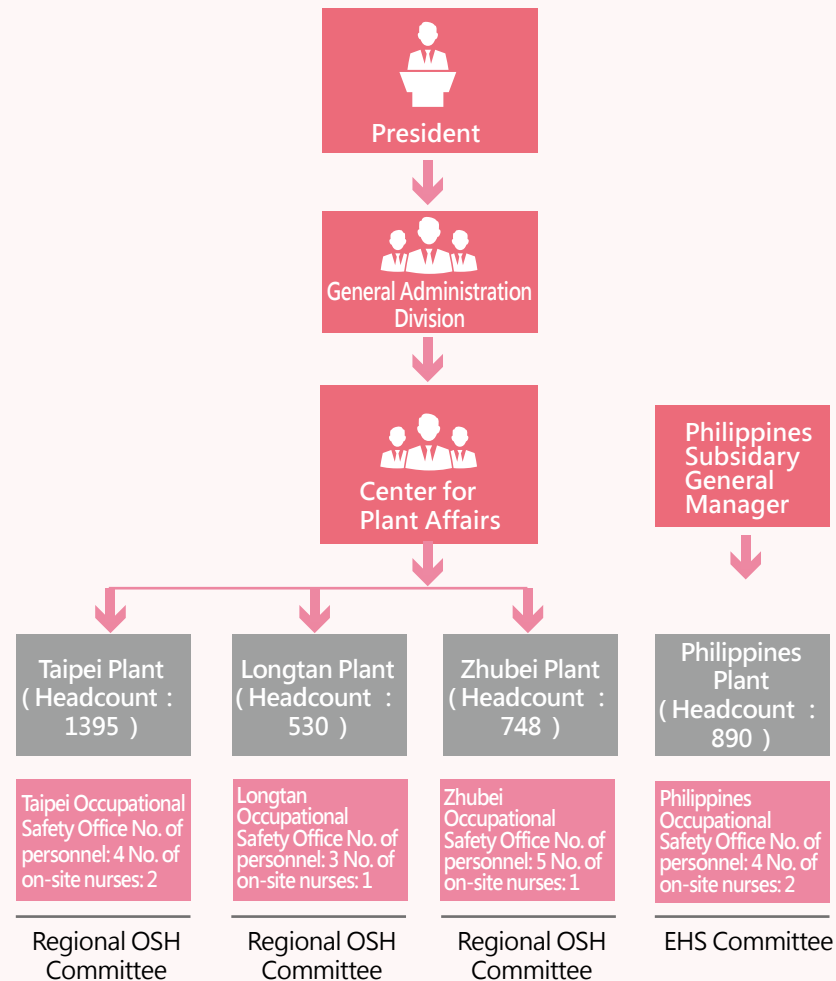 President
General Administration
Division
Center for
Plant Affairs
Philippines
Subsidary
General
Manager
Taipei Plant
( Headcount :
1395 )
Longtan Plant
( Headcount :
530 )
Zhubei Plant
( Headcount :
748 )
Philippines
Plant
( Headcount :
890 )
Taipei Occupational
Safety Office No. of
personnel: 4 No. of
on-site nurses: 2
Longtan
Occupational
Safety Office No. of
personnel: 3 No. of
on-site nurses: 1
Zhubei
Occupational
Safety Office No. of
personnel: 5 No. of
on-site nurses: 1
Philippines
Occupational
Safety Office No. of
personnel: 4 No. of
on-site nurses: 2
Regional OSH
Committee
Regional OSH
Committee
Regional OSH
Committee
EHS Committee